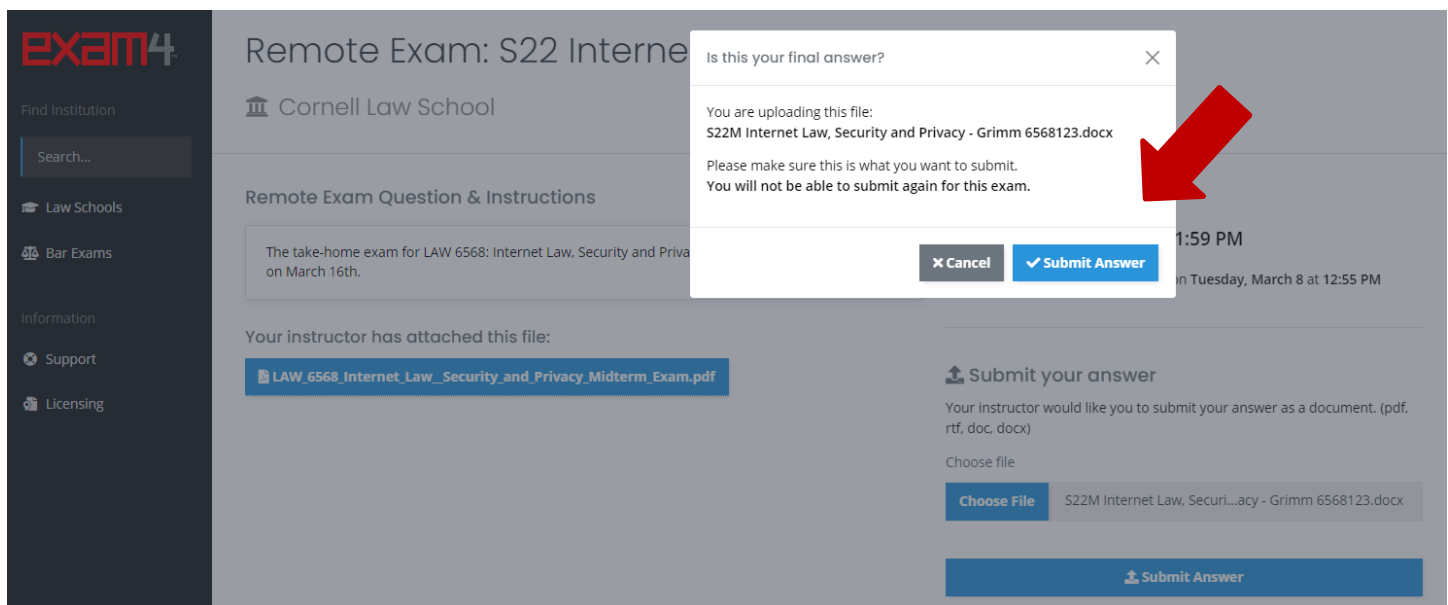 exam4
Find Institution
Search...
Law Schools
Bar Exams
Information
Support
Licensing
Remote Exam: S22 Interne
Cornell Law School
Remote Exam Question & Instructions
The take-home exam for LAW 6568: Internet Law, Security and Priva
on March 16th.
Your instructor has attached this file:
LAW_6568_Internet_Law__Security_and_Privacy_Midterm_Exam.pdf
Is this your final answer?
You are uploading this file:
S22M Internet Law, Security and Privacy - Grimm 6568123.docx
Please make sure this is what you want to submit.
You will not be able to submit again for this exam.
Cancel
Submit Answer
1:59 PM
on Tuesday, March 8 at 12:55 PM
Submit your answer
Your instructor would like you to submit your answer as a document. (pdf,
rtf, doc, docx)
Choose file
Choose File S22M Internet Law, Securi...acy - Grimm 6568123.docx
Submit Answer